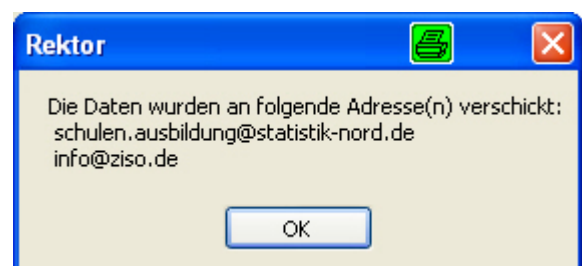 Rektor
Die Daten wurden an folgende Adresse(n) verschickt:
schulen.ausbildung@statistik-nord.de
info@ziso.de
OK